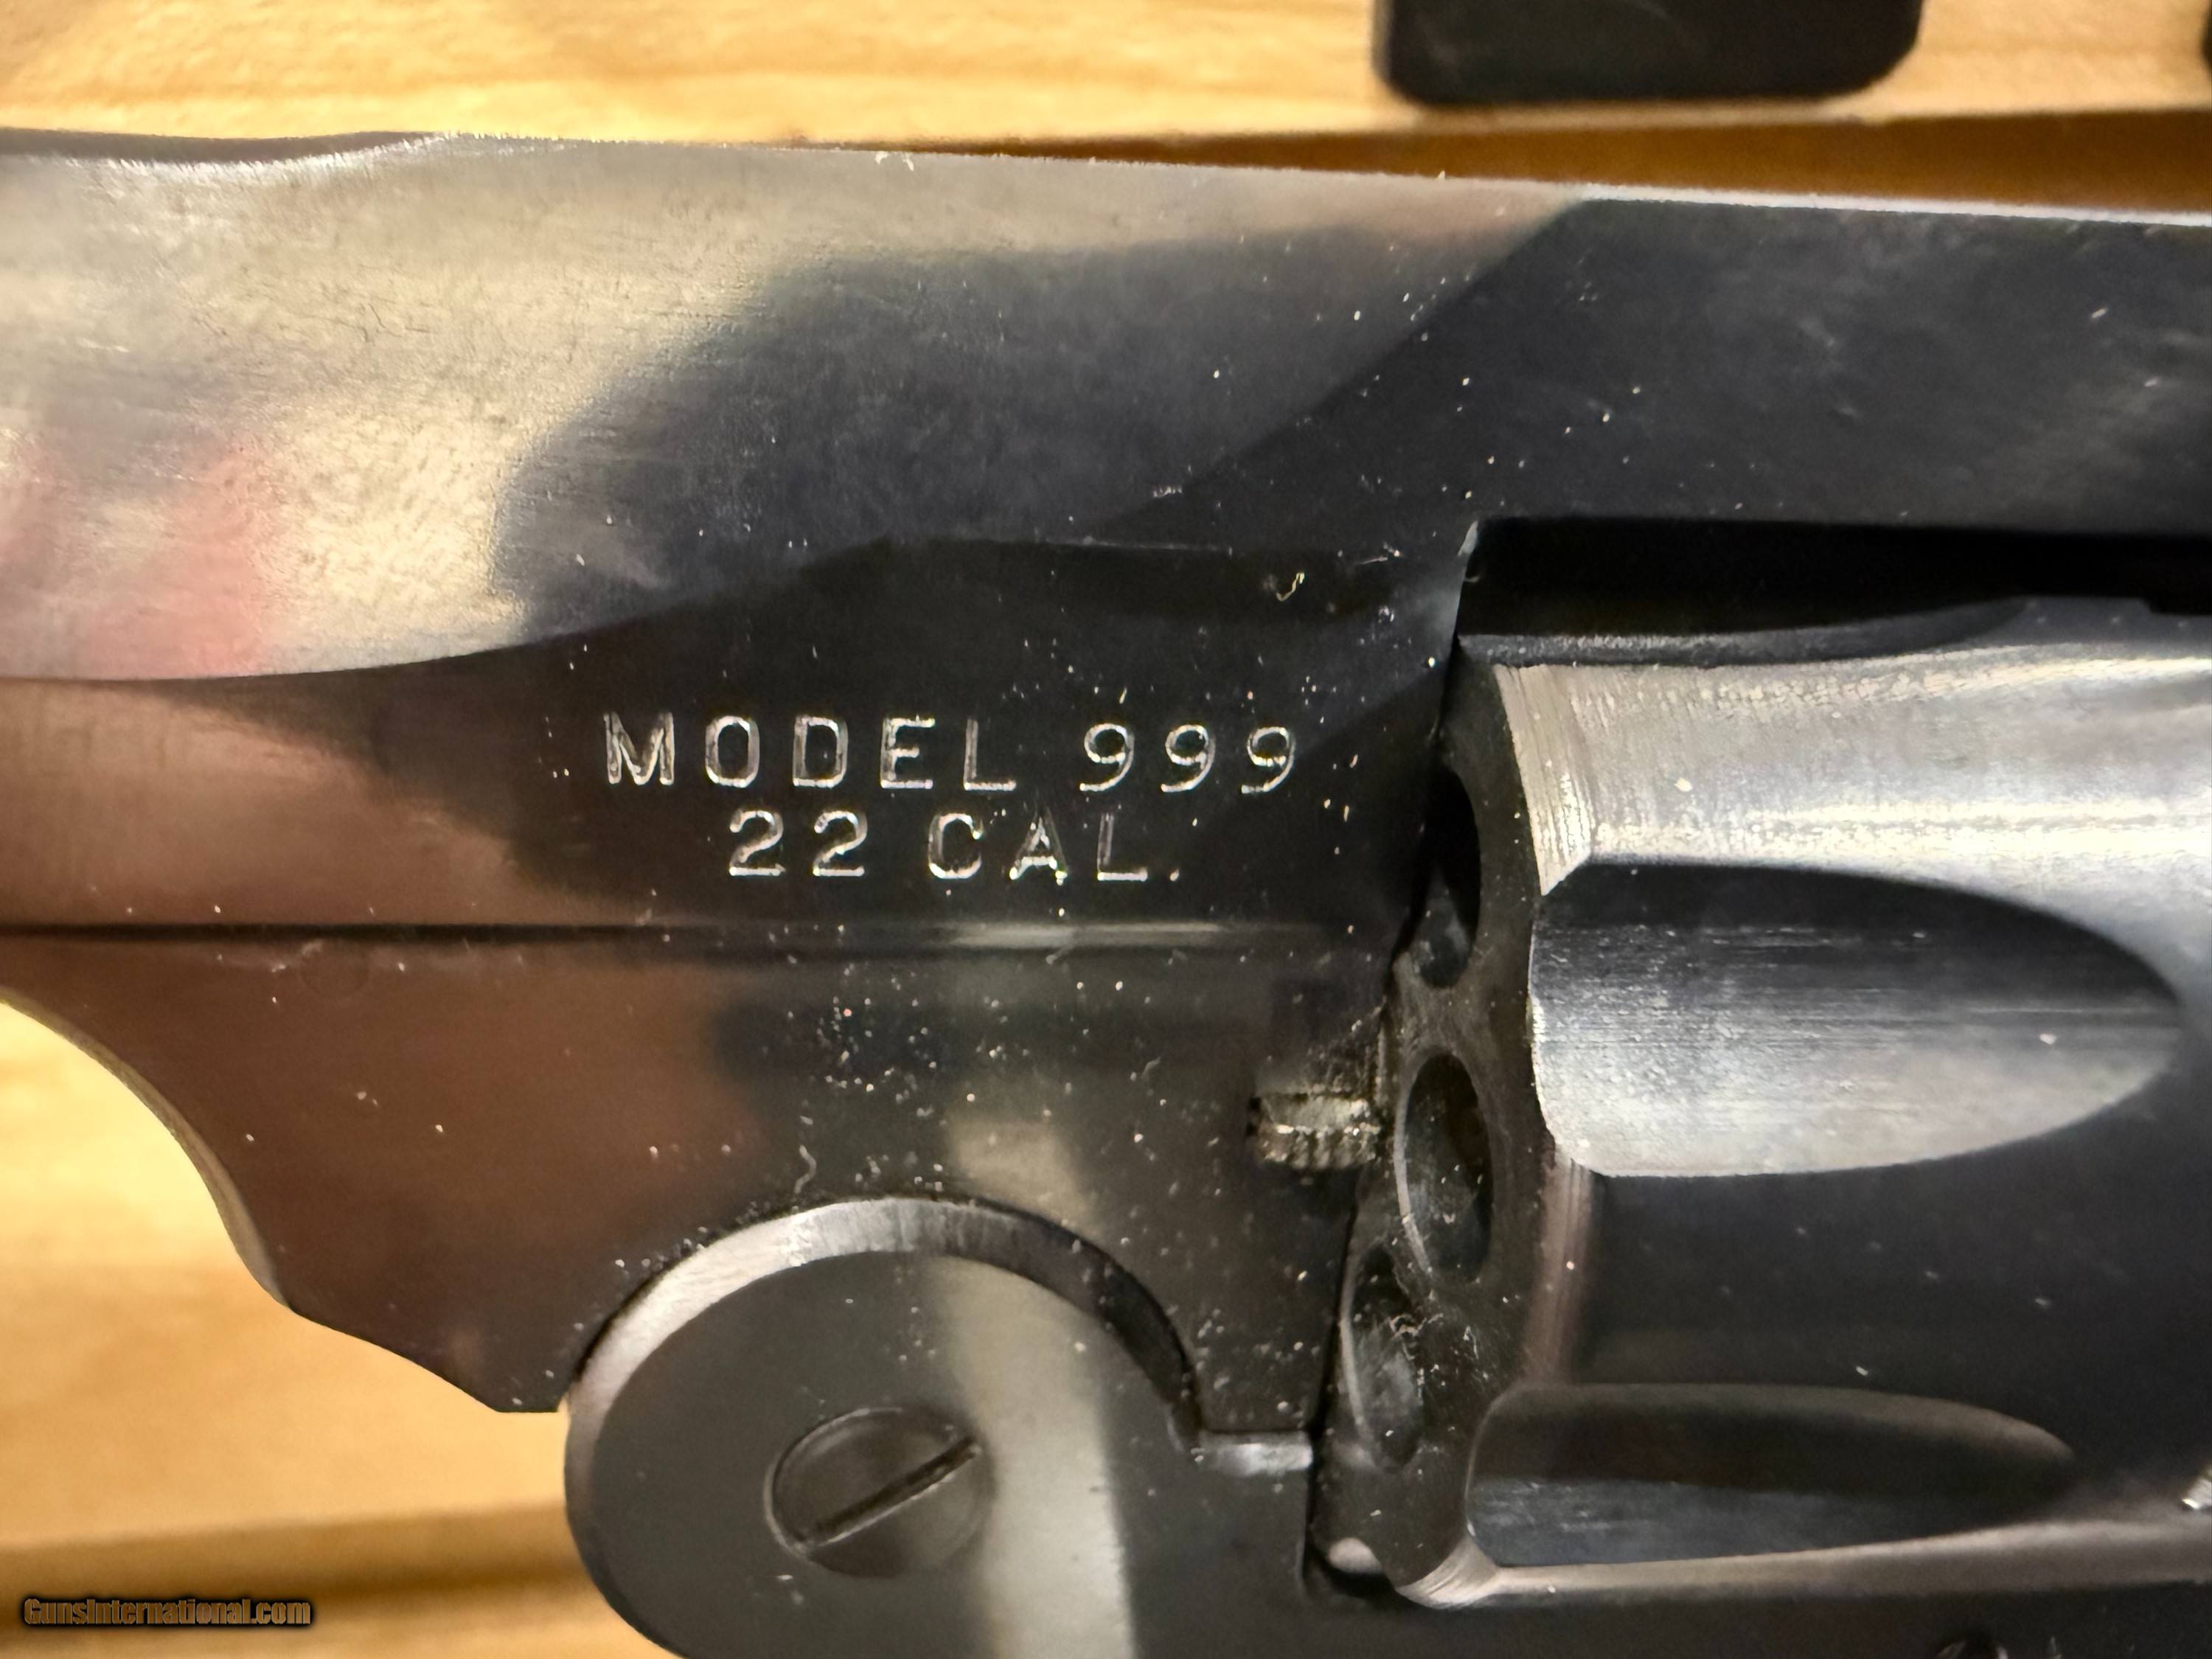 MODEL 999
22 CAL.
GunsInternational.com